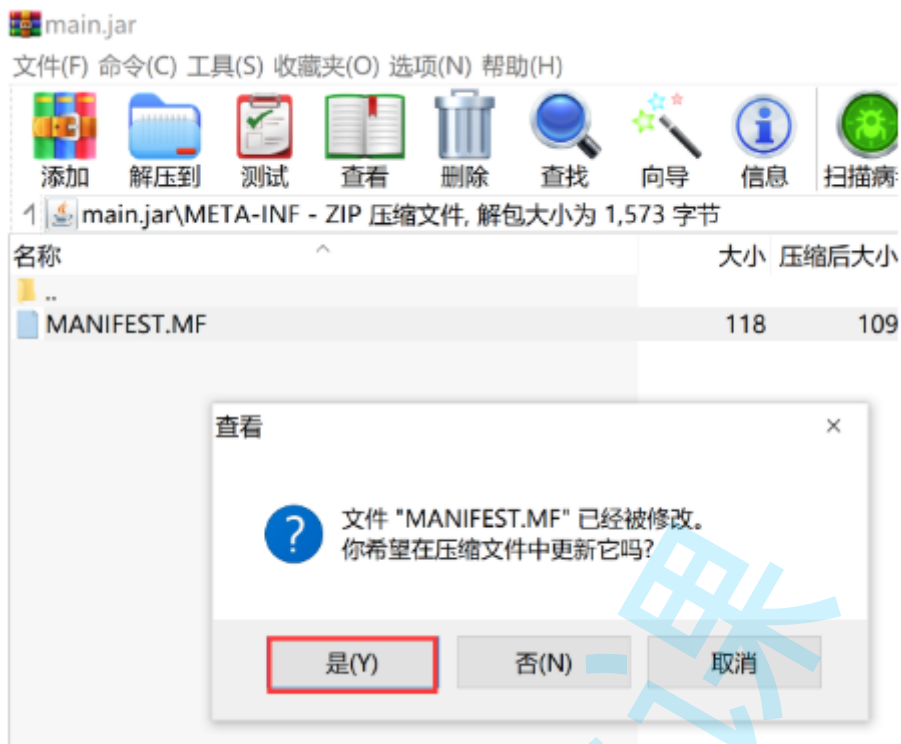 main.jar
文件(F) 命令(C) 工具(S) 收藏夹(O) 选项(N) 帮助(H)
添加 解压到 测试 查看 删除 查找 向导 信息 扫描病
main.jar\META-INF - ZIP 压缩文件, 解包大小为 1,573 字节
名称 大小 压缩后大小
..
MANIFEST.MF 118 109
查看
文件 "MANIFEST.MF" 已经被修改。
你希望在压缩文件中更新它吗?
是(Y) 否(N) 取消